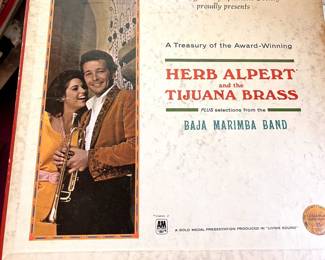 proudly presents
A Treasury of the Award-Winning
HERB ALPERT
and the
TIJUANA BRASS
PLUS selections from the
BAJA MARIMBA BAND
A&M
A GOLD MEDAL PRESENTATION PRODUCED IN "LIVING SOUND"